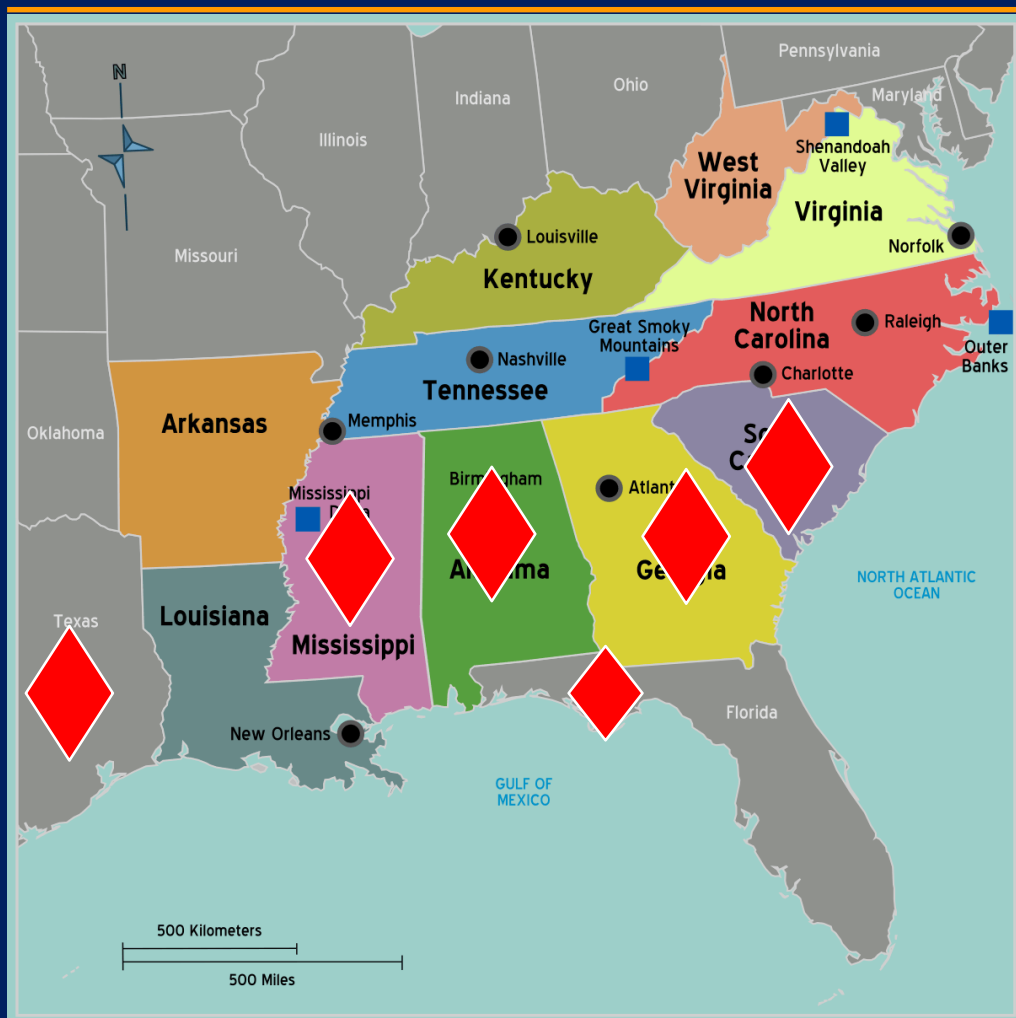 Pennsylvania
Ohio
Indiana
Maryland
Illinois
N
Shenandoah
Valley
West
Virginia
Virginia
Louisville
Norfolk
Missouri
Kentucky
Great Smoky
Mountains
North
Carolina
Raleigh
Outer
Banks
Nashville
Charlotte
Tennessee
Arkansas
Memphis
Oklahoma
Mississippi
NORTH ATLANTIC
OCEAN
Louisiana
Texas
Mississippi
New Orleans
Florida
GULF OF
MEXICO
500 Kilometers
500 Miles